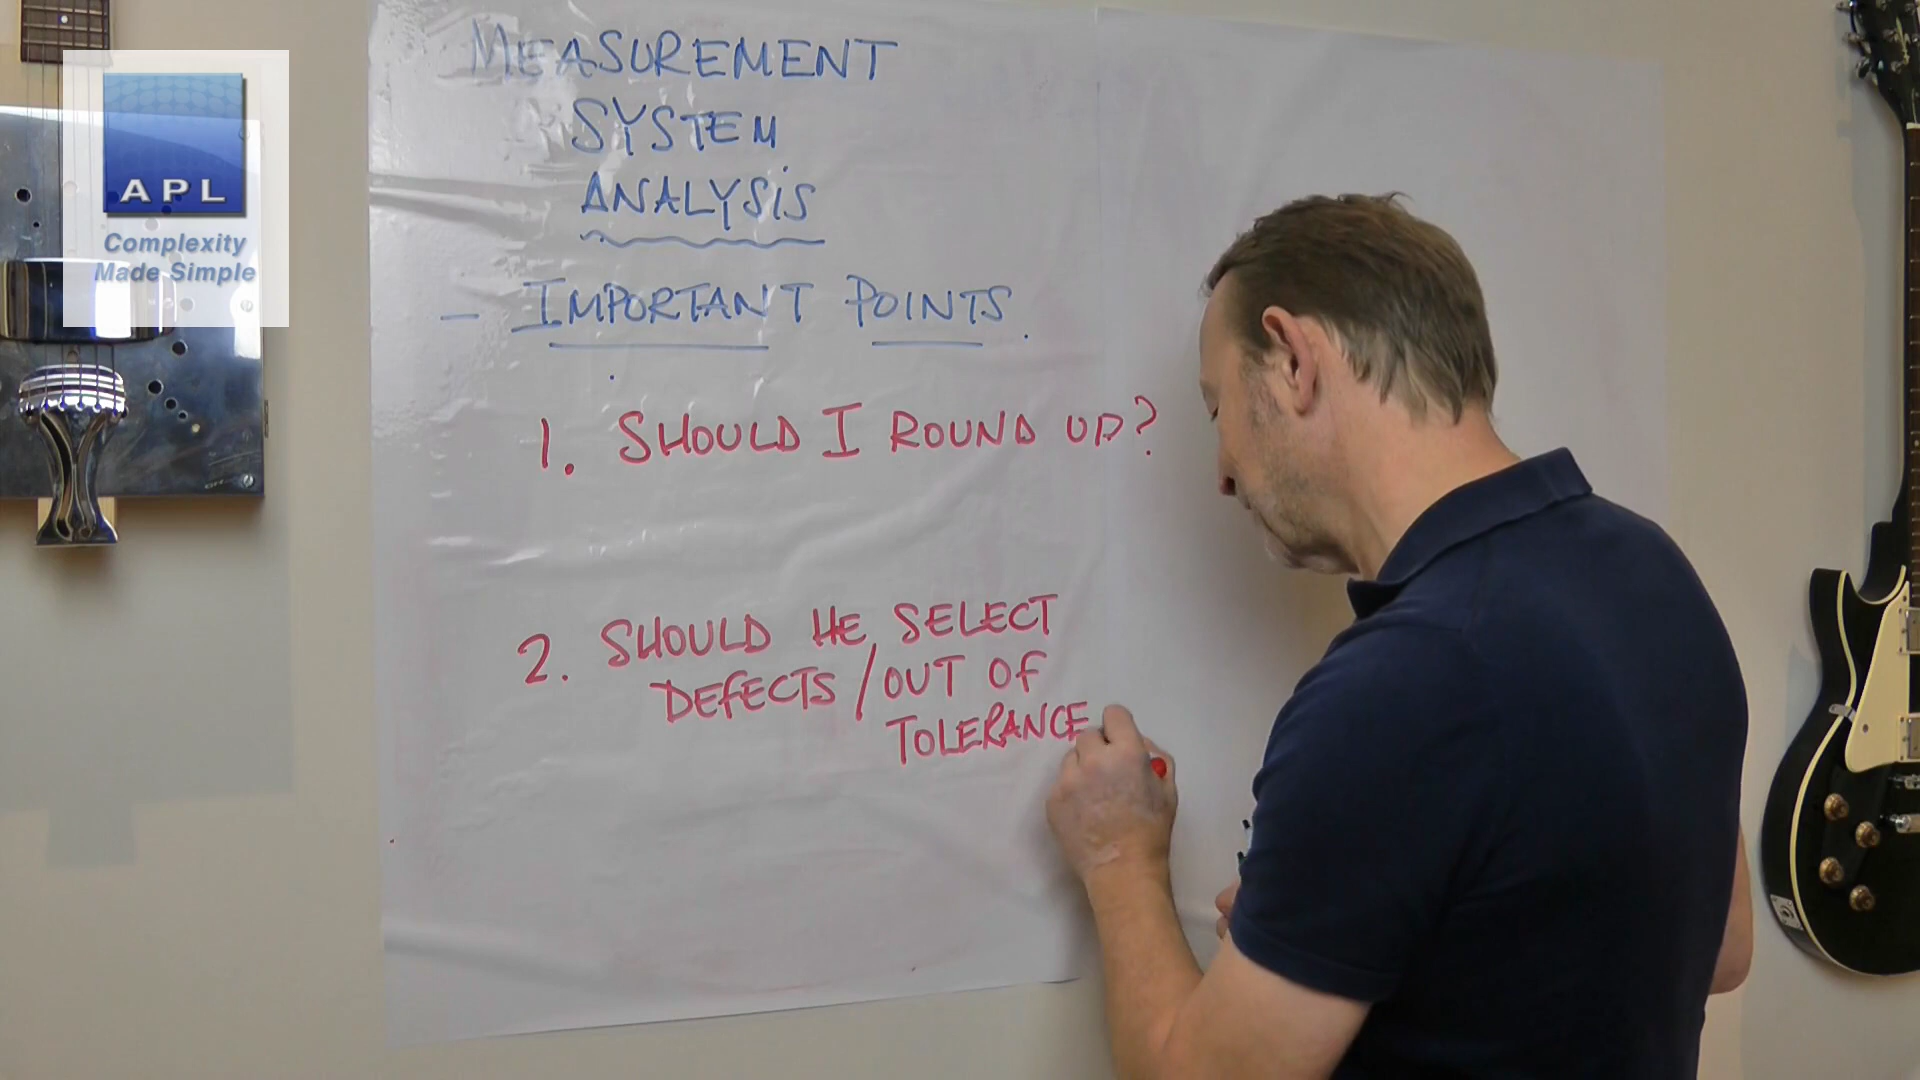 APL
Complexity
Made Simple
MEASUREMENT
SYSTEM
ANALYSiS
- IMPORTANT POINTS.
1. SHOULD I ROUND UP?
2. SHOULD HE SELECT
DEFECTS / OUT OF
TOLERANCE